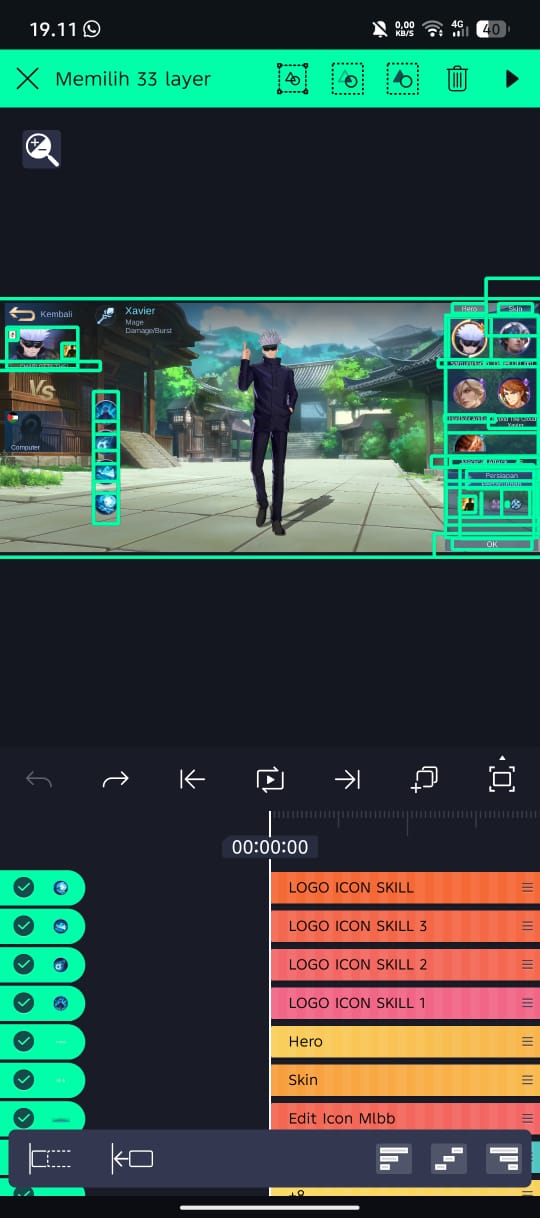 19.11
0,00
KB/S
4G
40
Memilih 33 layer
Kembali
Xavier
Mage
Damage/Burst
Hero
Skin
VS
Computer
Xavier
Persiapan
OK
00:00:00
LOGO ICON SKILL
LOGO ICON SKILL 3
LOGO ICON SKILL 2
LOGO ICON SKILL 1
Hero
Skin
Edit Icon Mlbb
+8